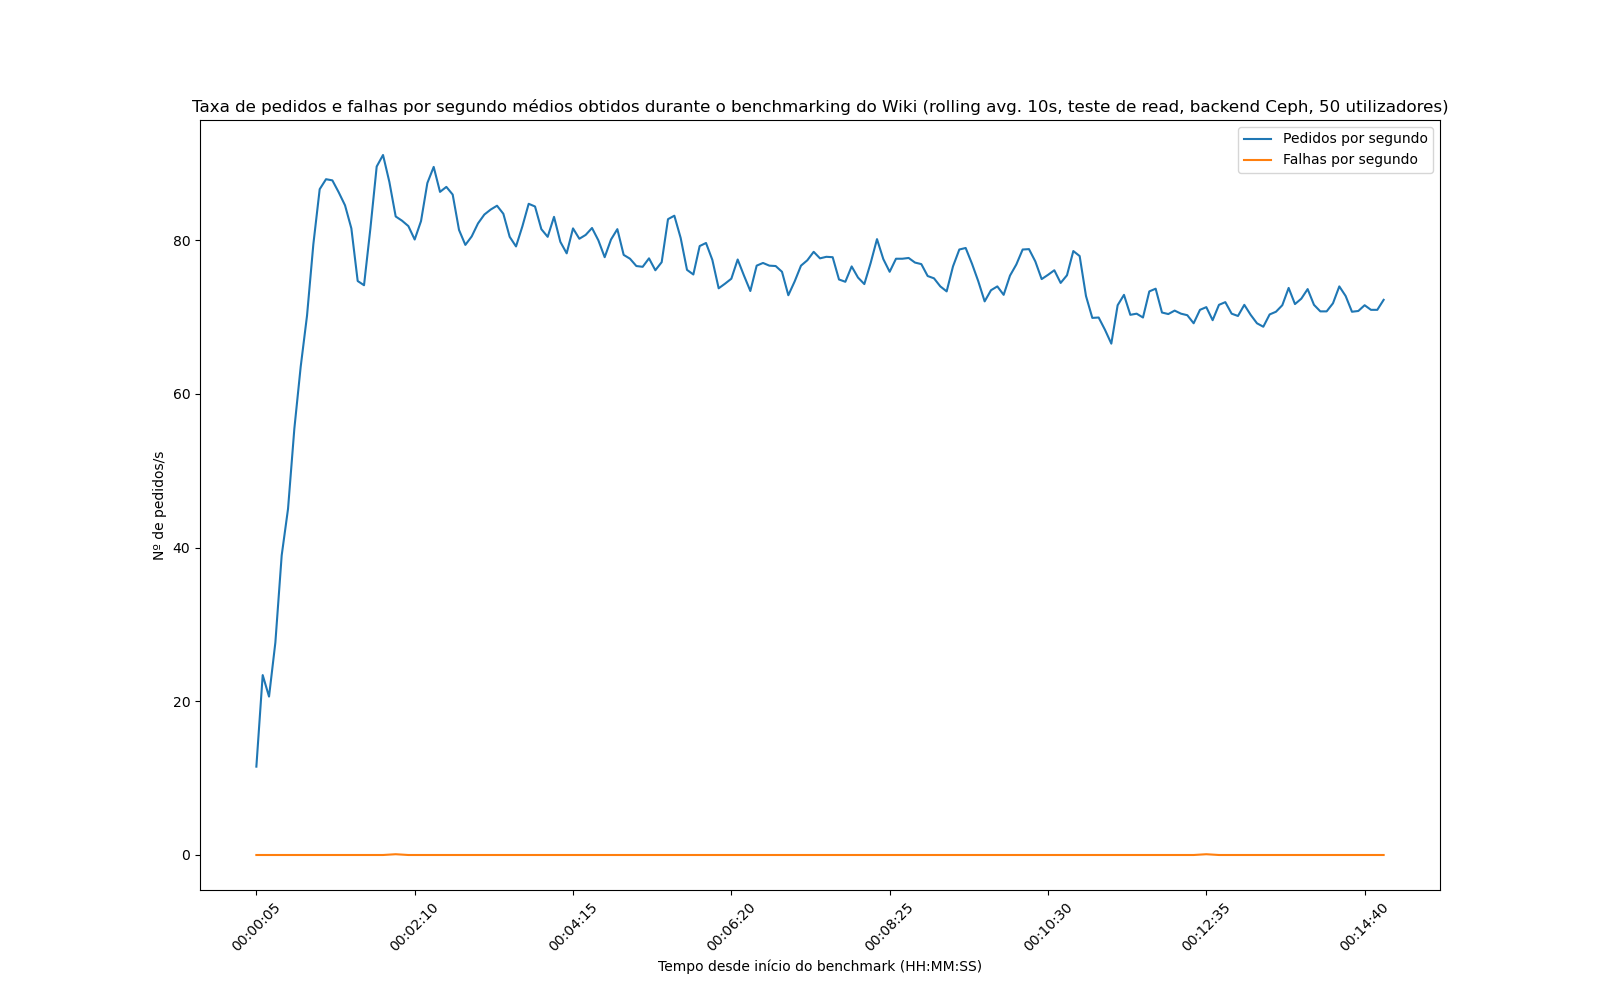 Taxa de pedidos e falhas por segundo médios obtidos durante o benchmarking do Wiki (rolling avg. 10s, teste de read, backend Ceph, 50 utilizadores)
Pedidos por segundo
Falhas por segundo
80
60
40
20
0
Nº de pedidos/s
00:00:05
00:02:10
00:04:15
00:06:20
00:08:25
00:10:30
00:12:35
00:14:40
Tempo desde início do benchmark (HH:MM:SS)